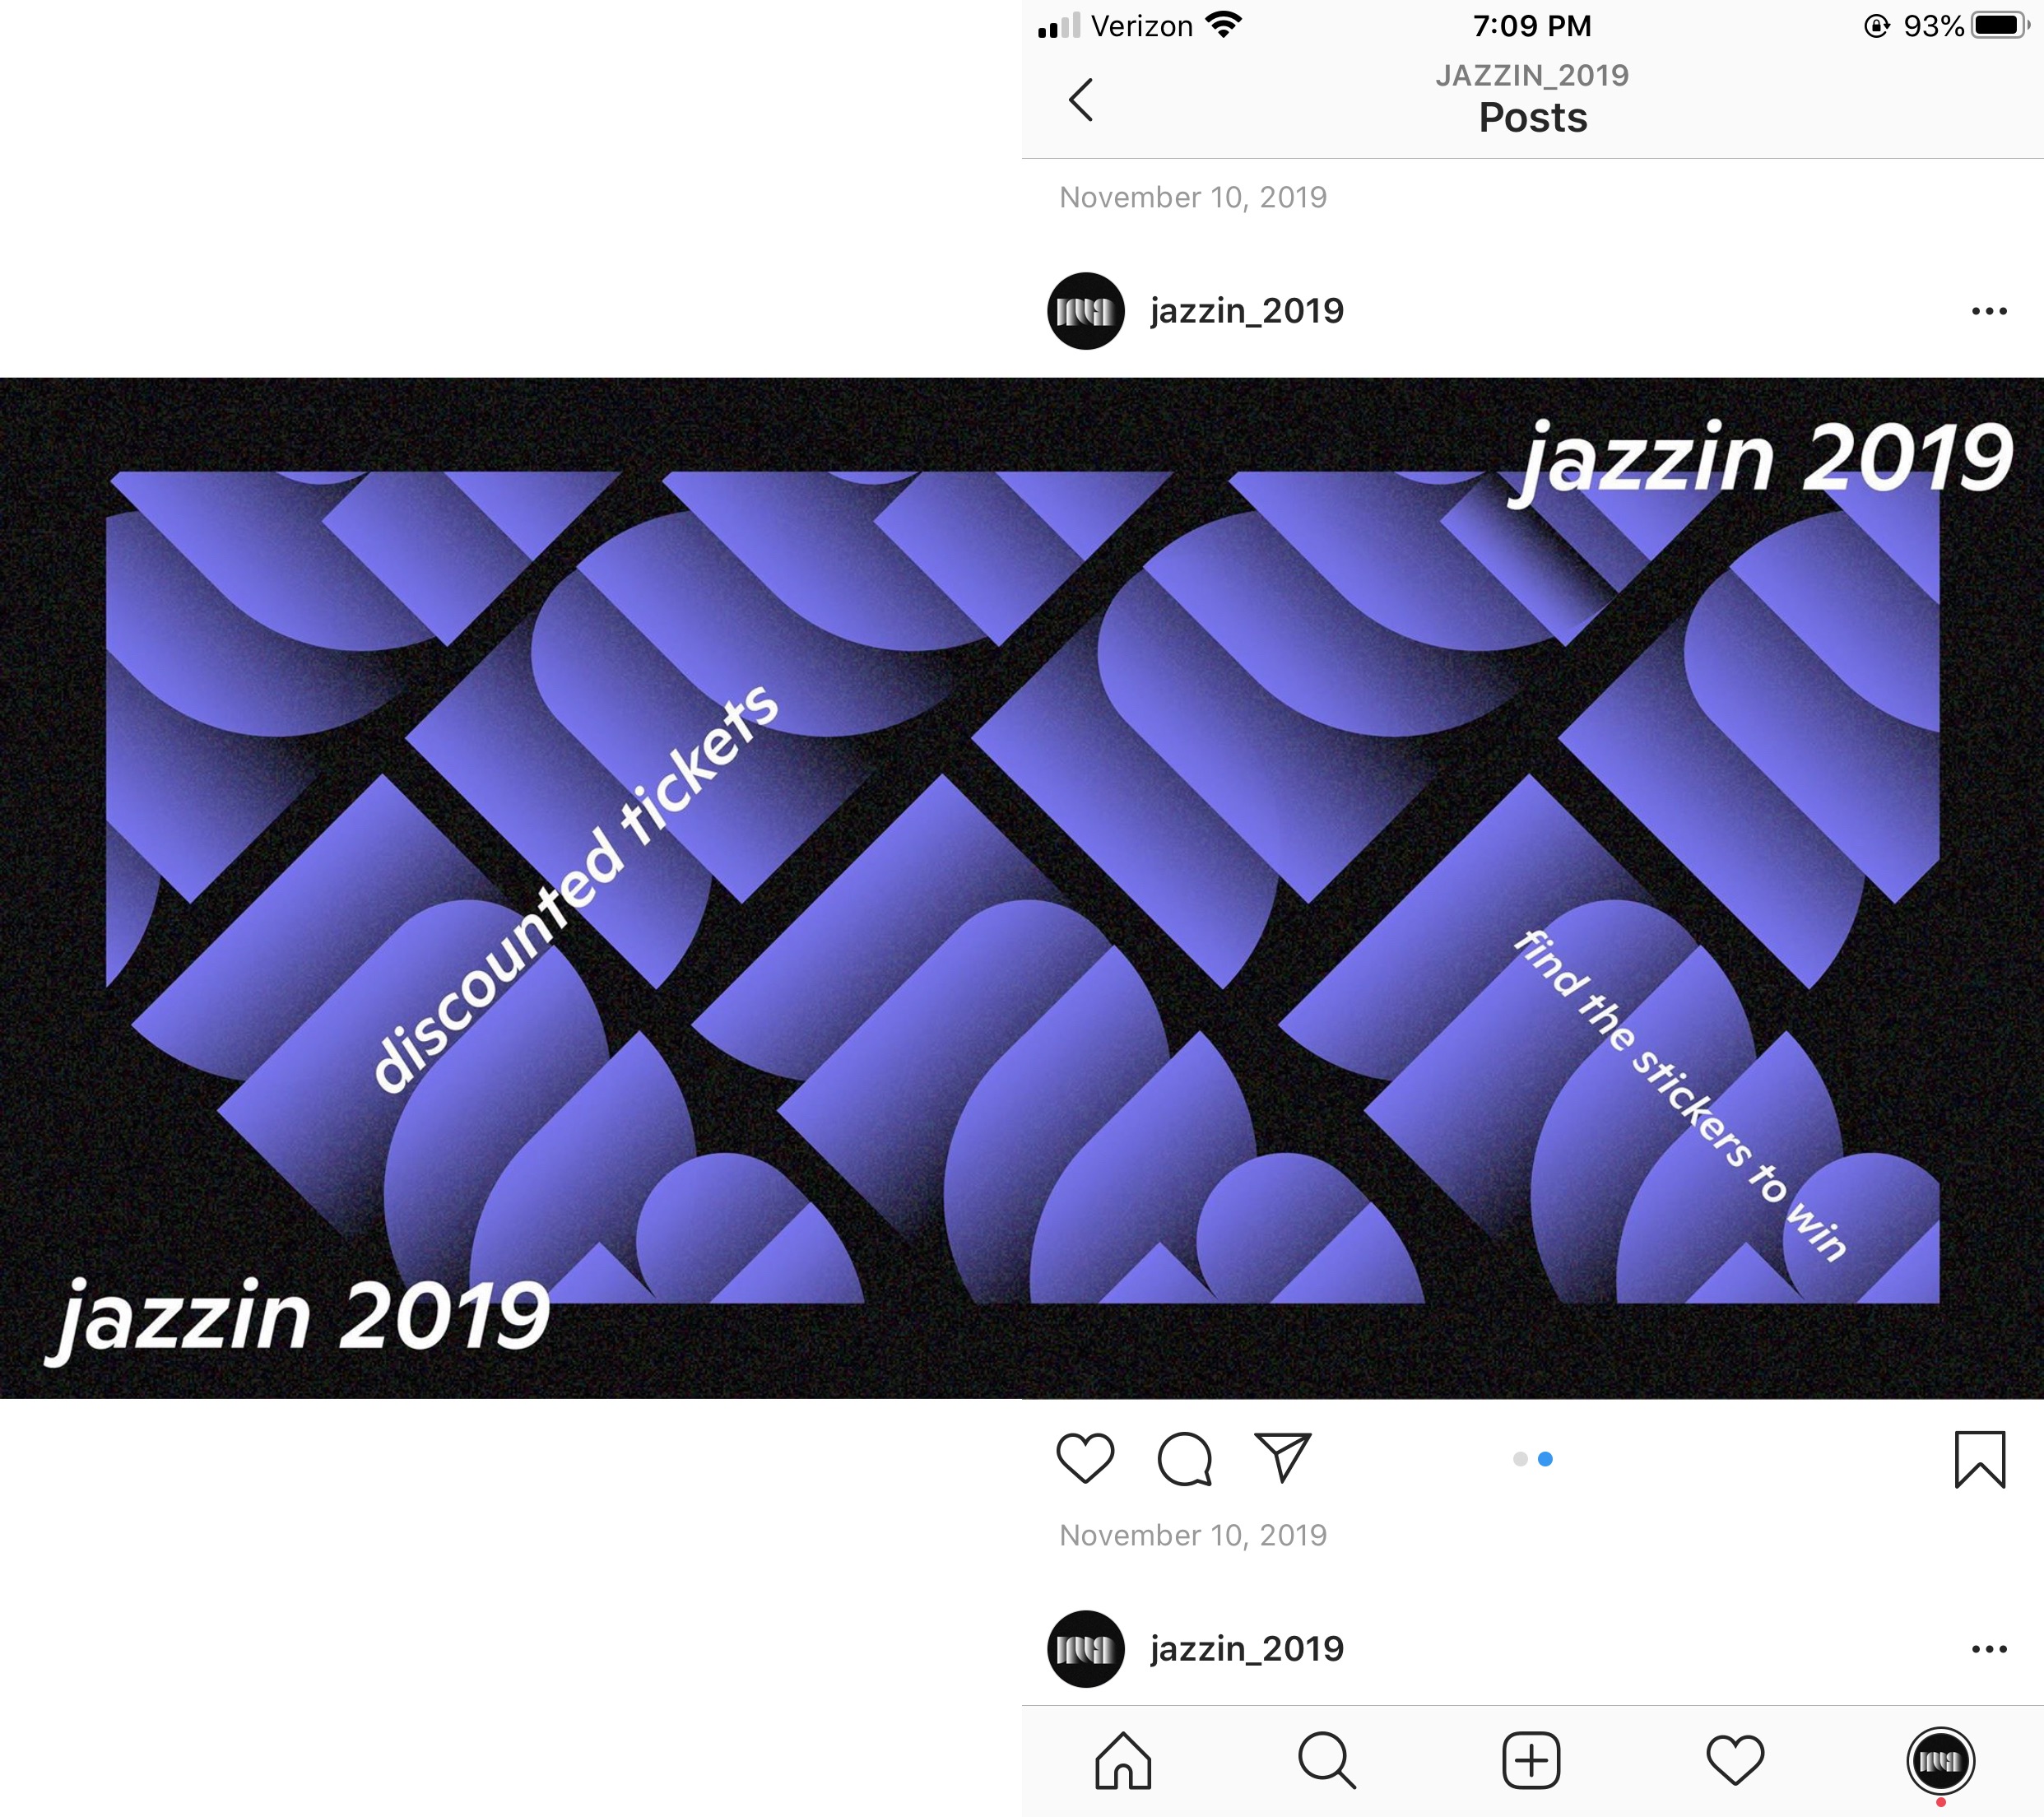 Verizon 7:09 PM 93%
JAZZIN_2019
Posts
November 10, 2019
jazzin_2019
jazzin 2019
discounted tickets
find the stickers to win
jazzin 2019
November 10, 2019
jazzin_2019